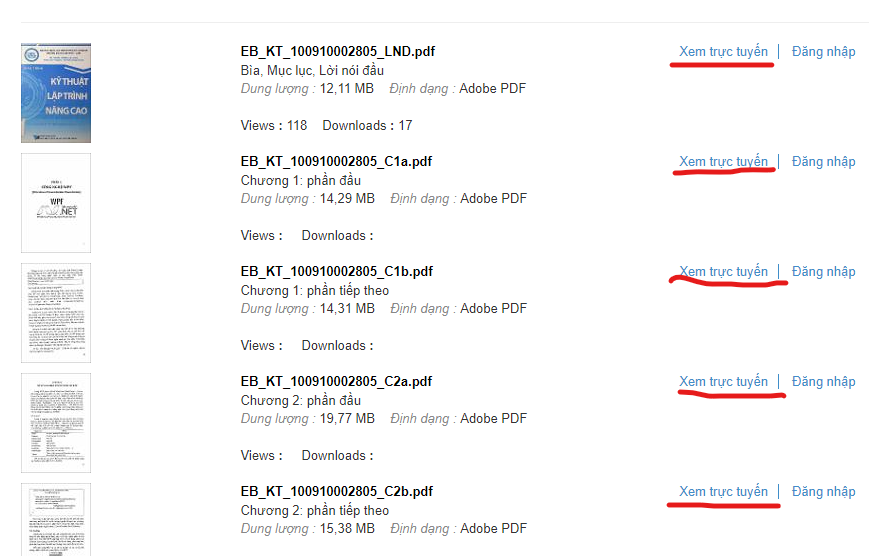 KỸ THUẬT
LẬP TRÌNH
NÂNG CAO
EB_KT_100910002805_LND.pdf
Xem trực tuyến | Đăng nhập
Bìa, Mục lục, Lời nói đầu
Dung lượng : 12,11 MB Định dạng : Adobe PDF
Views : 118 Downloads : 17
WPF
.NET
EB_KT_100910002805_C1a.pdf
Xem trực tuyến | Đăng nhập
Chương 1: phần đầu
Dung lượng : 14,29 MB Định dạng : Adobe PDF
Views : Downloads :
EB_KT_100910002805_C1b.pdf
Xem trực tuyến | Đăng nhập
Chương 1: phần tiếp theo
Dung lượng : 14,31 MB Định dạng : Adobe PDF
Views : Downloads :
EB_KT_100910002805_C2a.pdf
Xem trực tuyến | Đăng nhập
Chương 2: phần đầu
Dung lượng : 19,77 MB Định dạng : Adobe PDF
Views : Downloads :
EB_KT_100910002805_C2b.pdf
Xem trực tuyến | Đăng nhập
Chương 2: phần tiếp theo
Dung lượng : 15,38 MB Định dạng : Adobe PDF